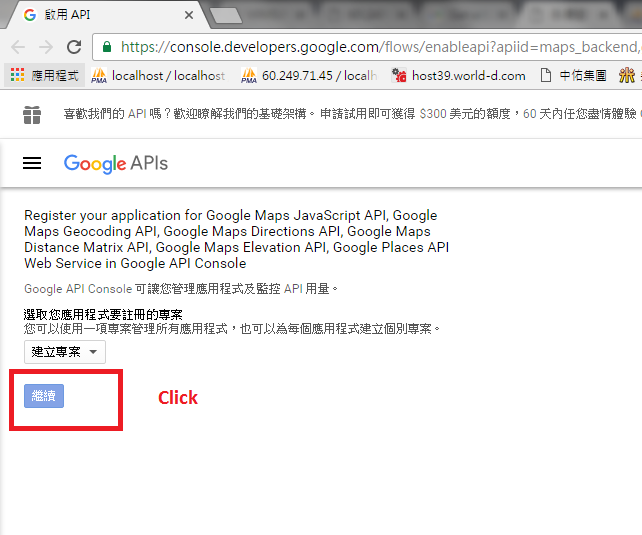 啟用 API
https://console.developers.google.com/flows/enableapi?apiid=maps_backend,
應用程式 localhost / localhost 60.249.71.45 / localh host39.world-d.com 中佑集團
喜歡我們的 API 嗎？歡迎瞭解我們的基礎架構。申請試用即可獲得 $300 美元的額度，60 天內任您盡情體驗
Google APIs
Register your application for Google Maps JavaScript API, Google
Maps Geocoding API, Google Maps Directions API, Google Maps
Distance Matrix API, Google Maps Elevation API, Google Places API
Web Service in Google API Console
Google API Console 可讓您管理應用程式及監控 API 用量。
選取您應用程式要註冊的專案
您可以使用一項專案管理所有應用程式，也可以為每個應用程式建立個別專案。
建立專案
繼續 Click